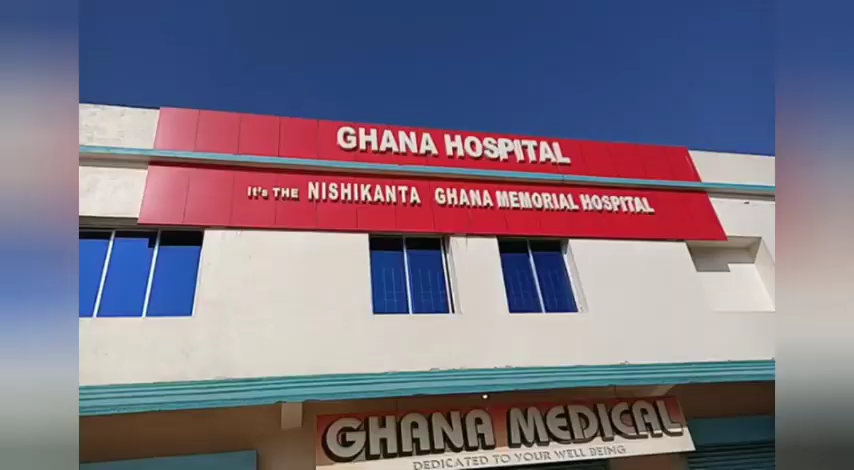 GHANA HOSPITAL
It's THE NISHIKANTA GHANA MEMORIAL HOSPITAL
GHANA MEDICAL
DEDICATED TO YOUR WELL BEING